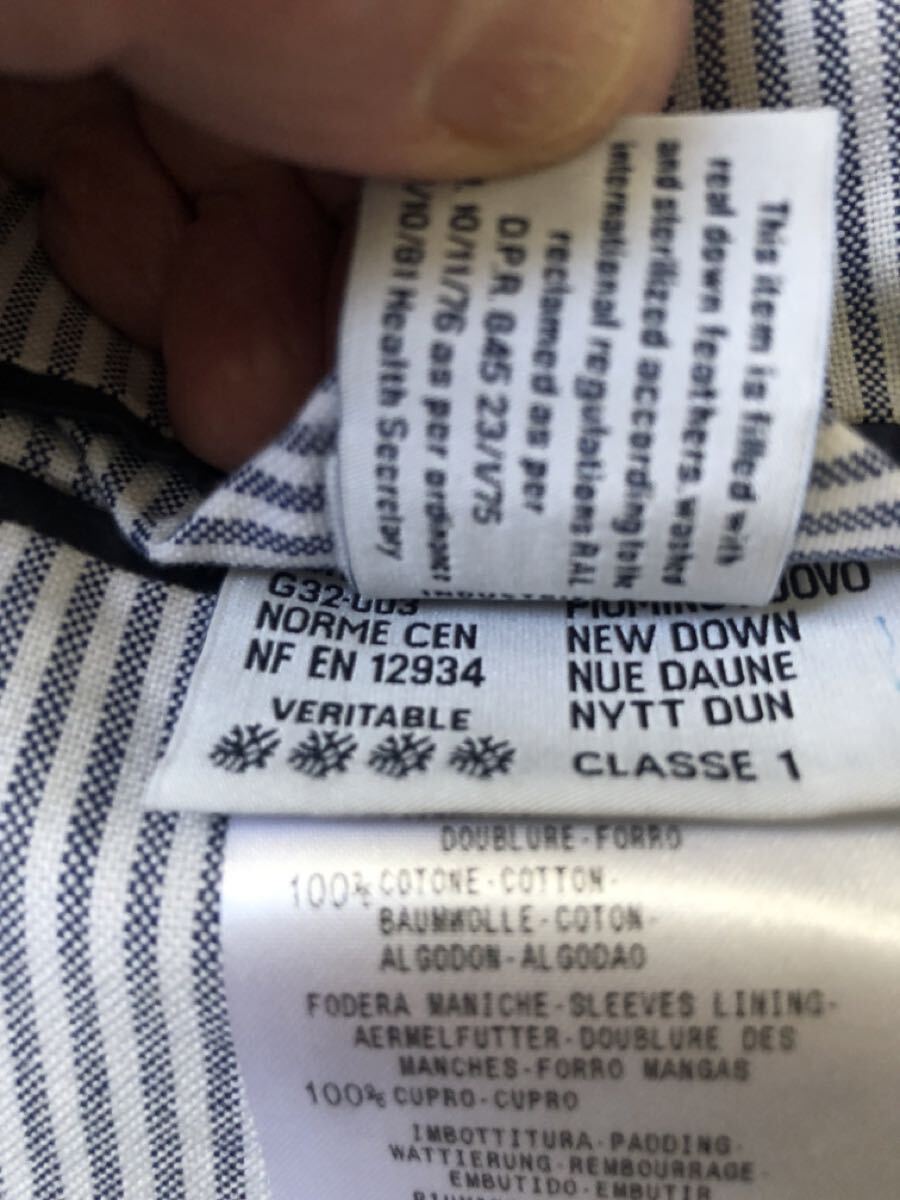 This item is filled with
real down feathers, washed
and sterilized according to the
international regulations RAL
reclamed as per
D.P.R. 845 23/V/75
10/11/76 as per
/10/81 Health Secretary
G32-003
NORME CEN
NF EN 12934
VERITABLE
NEW DOWN
NUE DAUNE
NYTT DUN
CLASSE 1
DOUBLURE-FORRO
100% COTONE-COTTON-
BAUMWOLLE-COTON-
ALGODON-ALGODAO
FODERA MANICHE-SLEEVES LINING-
AERMELFUTTER-DOUBLURE DES
MANCHES-FORRO MANGAS
100% CUPRO-CUPRO
IMBOTTITURA-PADDING-
WATTIERUNG-REMBOURRAGE-
EMBUTIDO-EMBUTIR